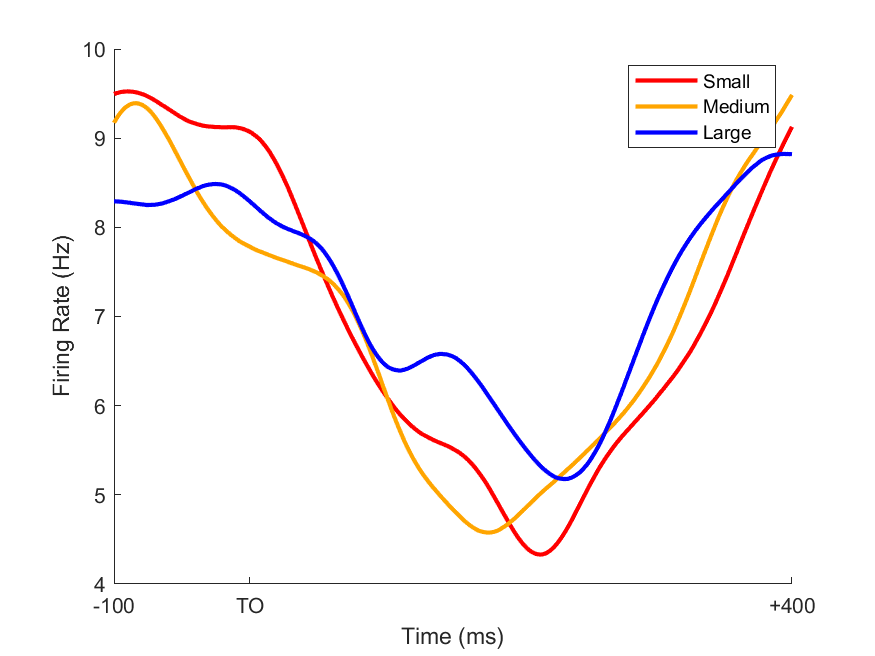 10
9
8
7
6
5
4
Firing Rate (Hz)
Small
Medium
Large
-100
TO
+400
Time (ms)